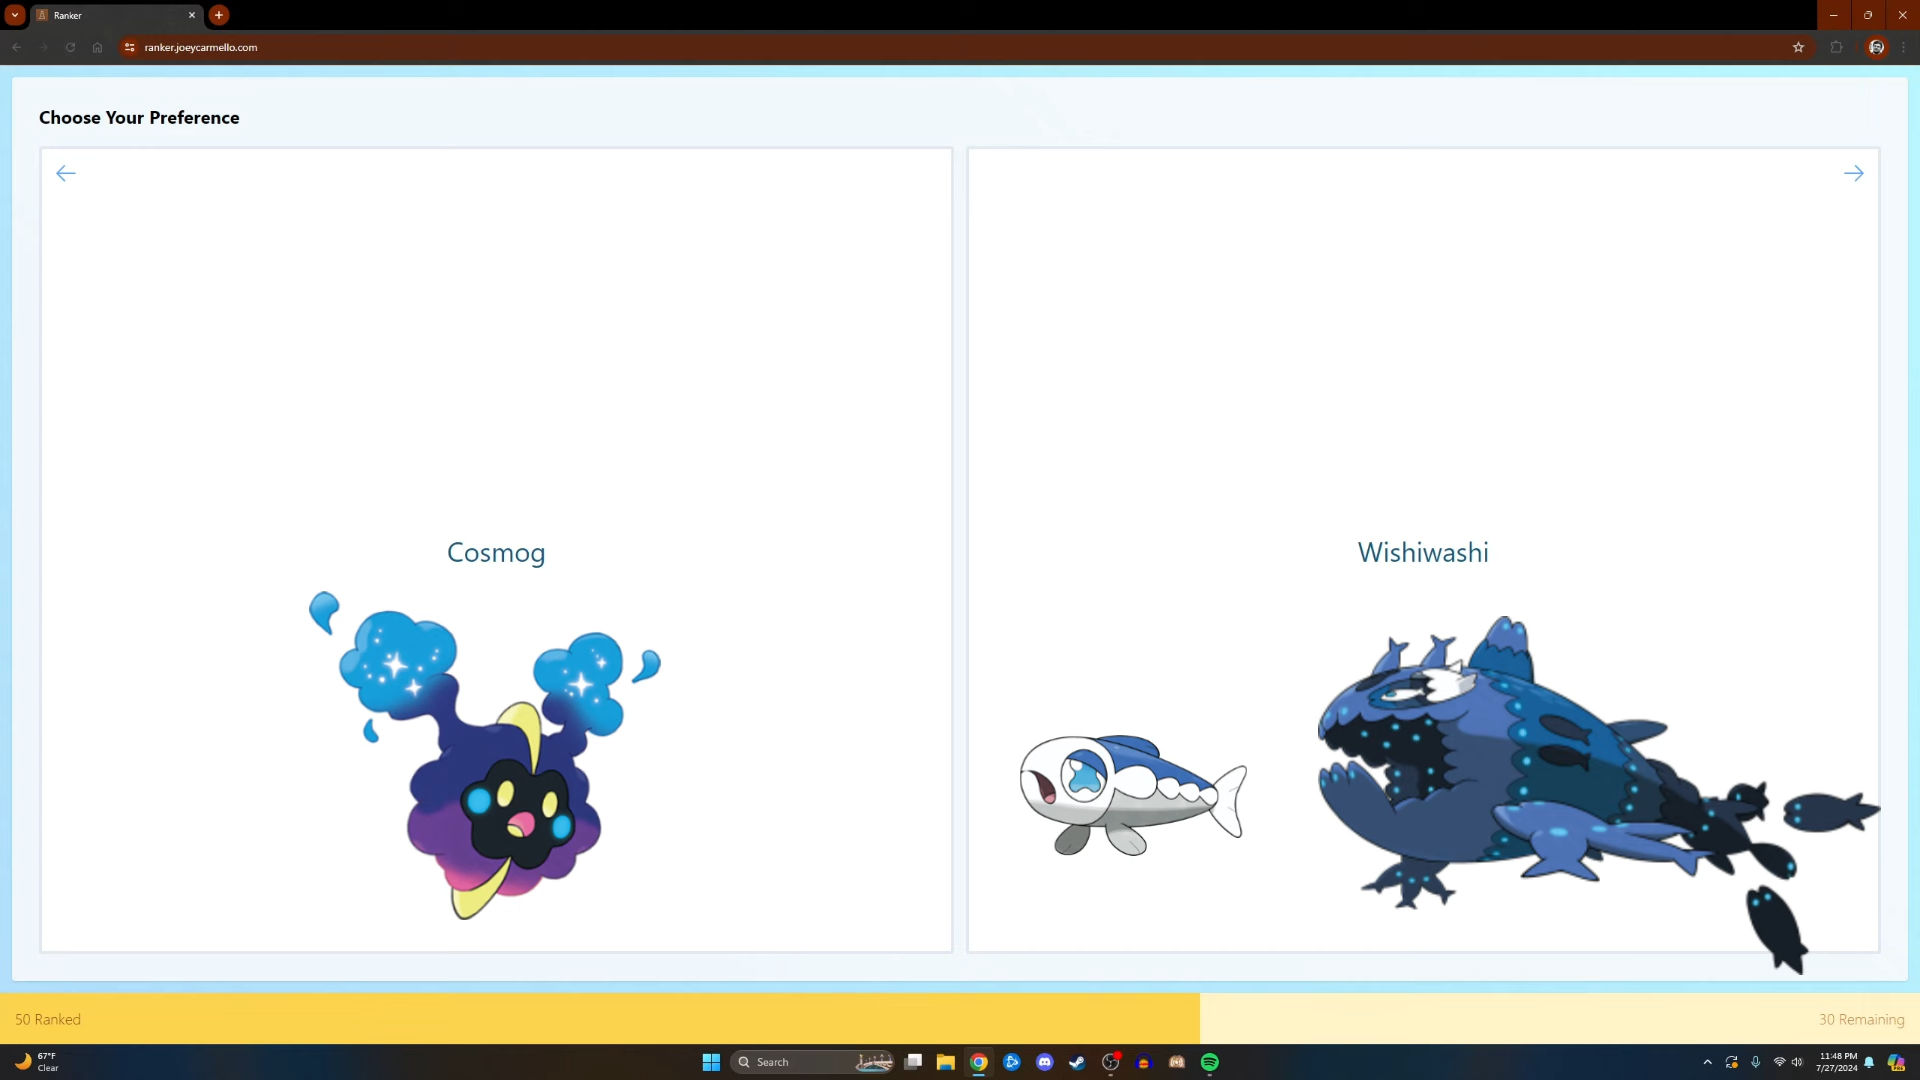 Ranker
ranker.joeycarmello.com
Choose Your Preference
Cosmog
Wishiwashi
50 Ranked
30 Remaining
67°F
Clear
Search
11:48 PM
7/27/2024